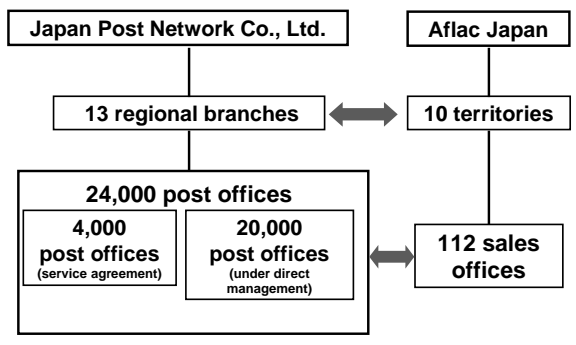 Japan Post Network Co., Ltd.
Aflac Japan
13 regional branches
10 territories
24,000 post offices
4,000
post offices
(service agreement)
20,000
post offices
(under direct
management)
112 sales
offices